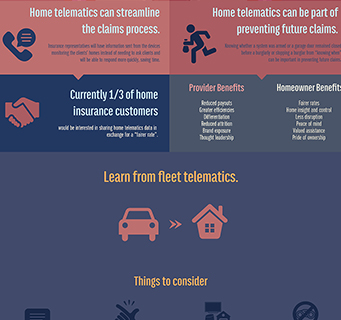 Home telematics can streamline
the claims process.
Insurance representatives will have information sent from the devices
monitoring the clients' homes instead of needing to ask clients and
will be able to respond more quickly, saving time.
Home telematics can be part of
preventing future claims.
Currently 1/3 of home
insurance customers
would be interested in sharing home telematics data in
exchange for a "fairer rate".
Provider Benefits
Reduced payouts
Greater efficiencies
Differentiation
Reduced attrition
Brand exposure
Thought leadership
Homeowner Benefits
Fairer rates
Home insight and control
Less disruption
Peace of mind
Valued assistance
Pride of ownership
Learn from fleet telematics.
Things to consider